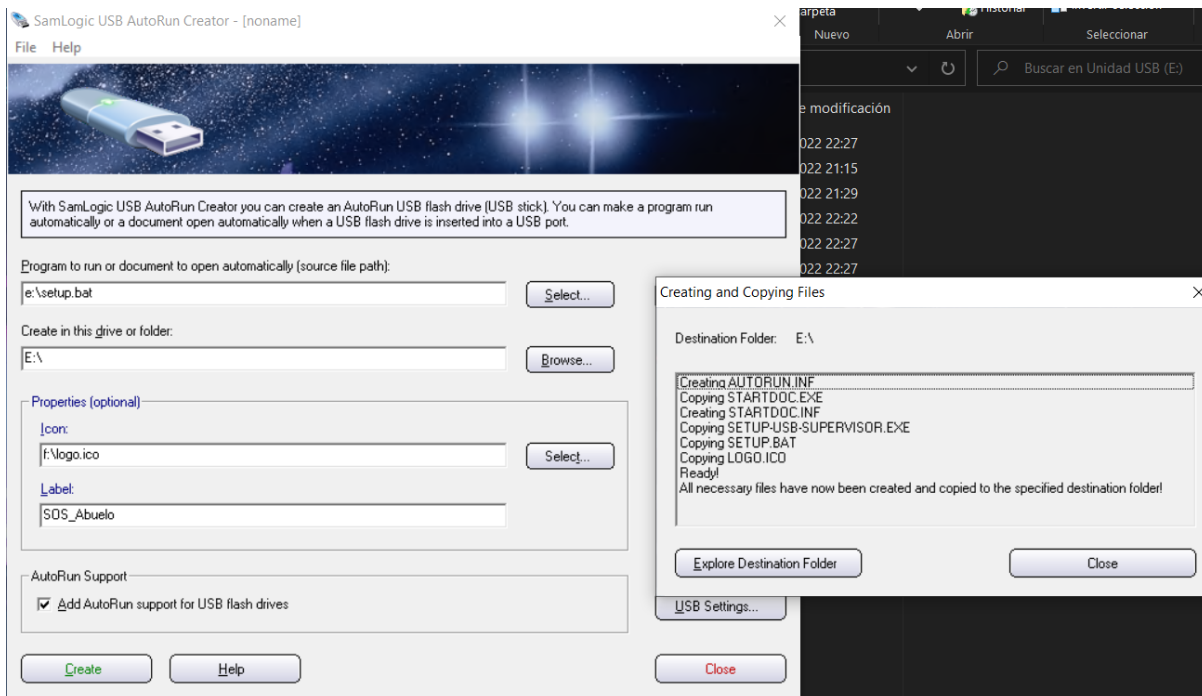 SamLogic USB AutoRun Creator - [noname]
File Help
With SamLogic USB AutoRun Creator you can create an AutoRun USB flash drive (USB stick). You can make a program run
automatically or a document open automatically when a USB flash drive is inserted into a USB port.
Program to run or document to open automatically (source file path):
e:\setup.bat
Select...
Create in this drive or folder:
E:\
Browse...
Properties (optional)
Icon:
f:\logo.ico
Select...
Label:
SOS_Abuelo
AutoRun Support
Add AutoRun support for USB flash drives
USB Settings...
Create
Help
Close
arpeta
Historial
Nuevo
Abrir
Seleccionar
Buscar en Unidad USB (E:)
e modificación
022 22:27
022 21:15
022 21:29
022 22:22
022 22:27
022 22:27
Creating and Copying Files
Destination Folder: E:\
Creating AUTORUN.INF
Copying STARTDOC.EXE
Creating STARTDOC.INF
Copying SETUP-USB-SUPERVISOR.EXE
Copying SETUP.BAT
Copying LOGO.ICO
Ready!
All necessary files have now been created and copied to the specified destination folder!
Explore Destination Folder
Close